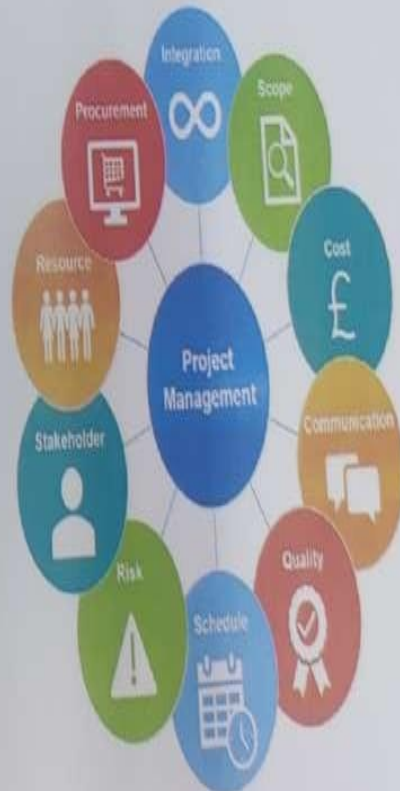 Integration
Scope
Cost
Communication
Quality
Schedule
Risk
Stakeholder
Resource
Procurement
Project
Management